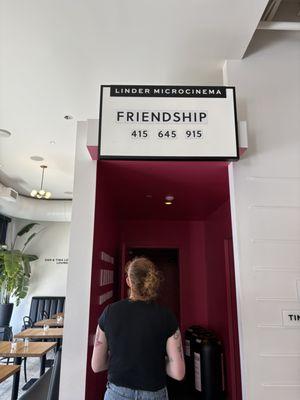 LINDER MICROCINEMA
FRIENDSHIP
415 645 915